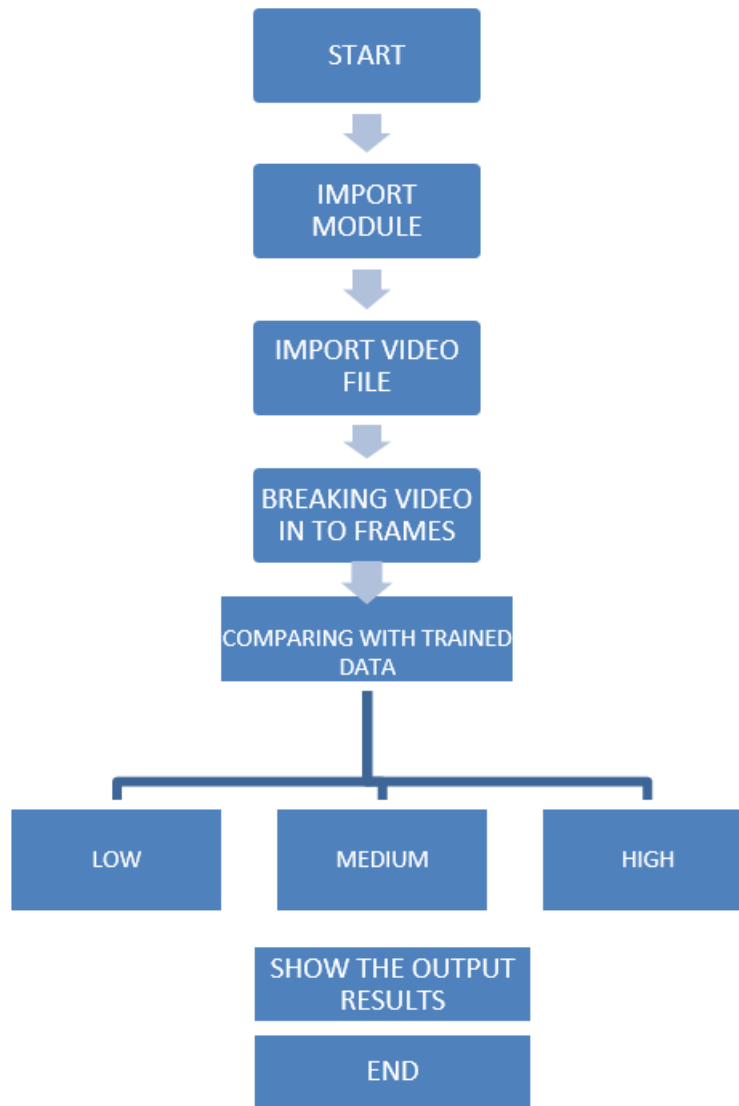 START
IMPORT
MODULE
IMPORT VIDEO
FILE
BREAKING VIDEO
IN TO FRAMES
COMPARING WITH TRAINED
DATA
LOW
MEDIUM
HIGH
SHOW THE OUTPUT
RESULTS
END